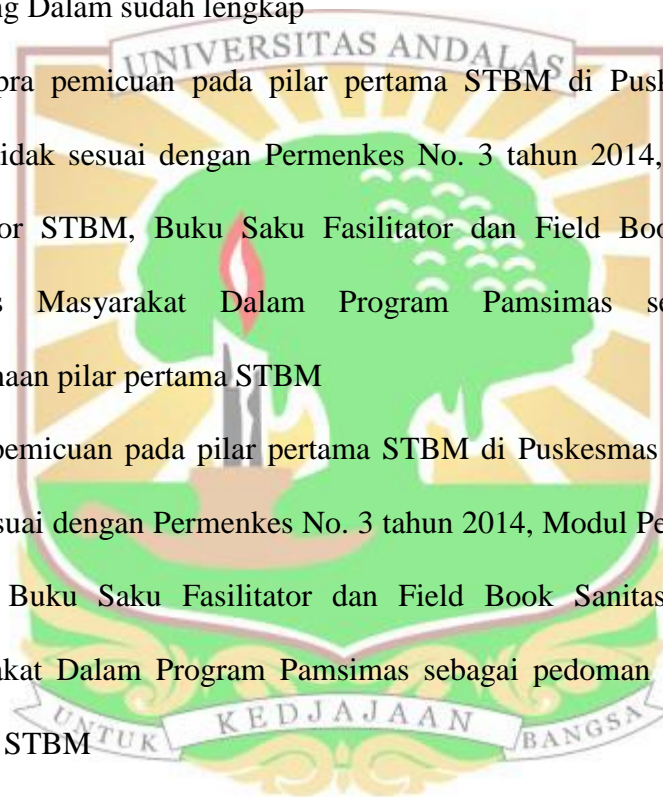 ng Dalam sudah lengkap
UNIVERSITAS ANDALAS
pra pemicuan pada pilar pertama STBM di Pusk
idak sesuai dengan Permenkes No. 3 tahun 2014,
or STBM, Buku Saku Fasilitator dan Field Boo
s Masyarakat Dalam Program Pamsimas se
naan pilar pertama STBM
pemicuan pada pilar pertama STBM di Puskesmas
suai dengan Permenkes No. 3 tahun 2014, Modul Pe
Buku Saku Fasilitator dan Field Book Sanitas
akat Dalam Program Pamsimas sebagai pedoman
UNTUK KEDJAJAAN BANGSA
STBM